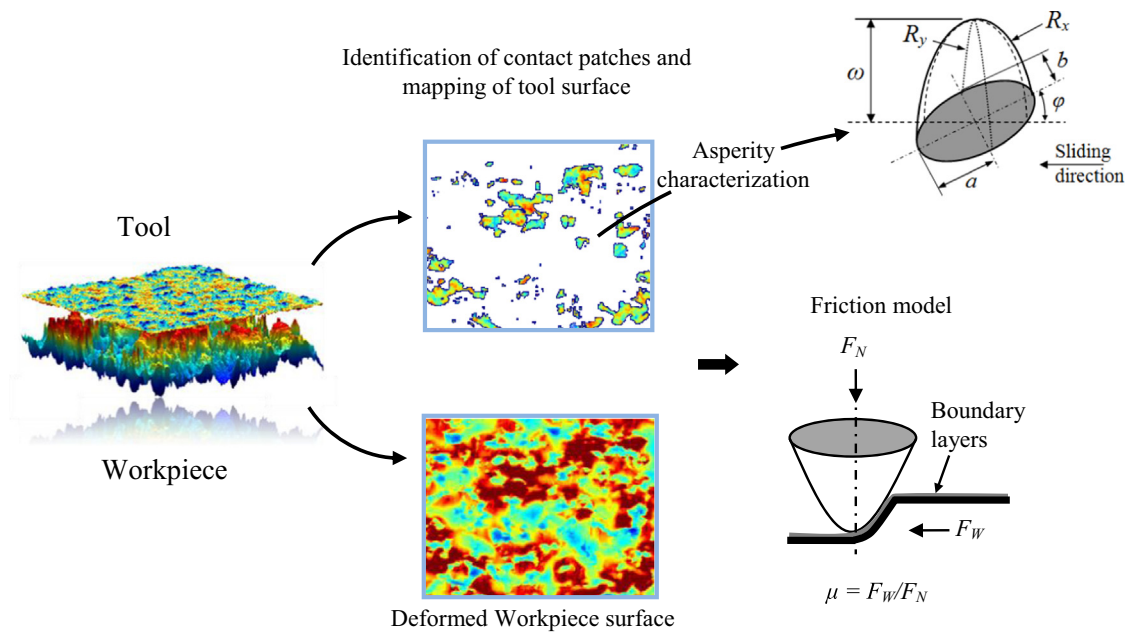 Identification of contact patches and
mapping of tool surface
Tool
Workpiece
Asperity
characterization
R_y
R_x
ω
b
φ
a
Sliding
direction
Friction model
F_N
Boundary
layers
F_W
μ = F_W/F_N
Deformed Workpiece surface